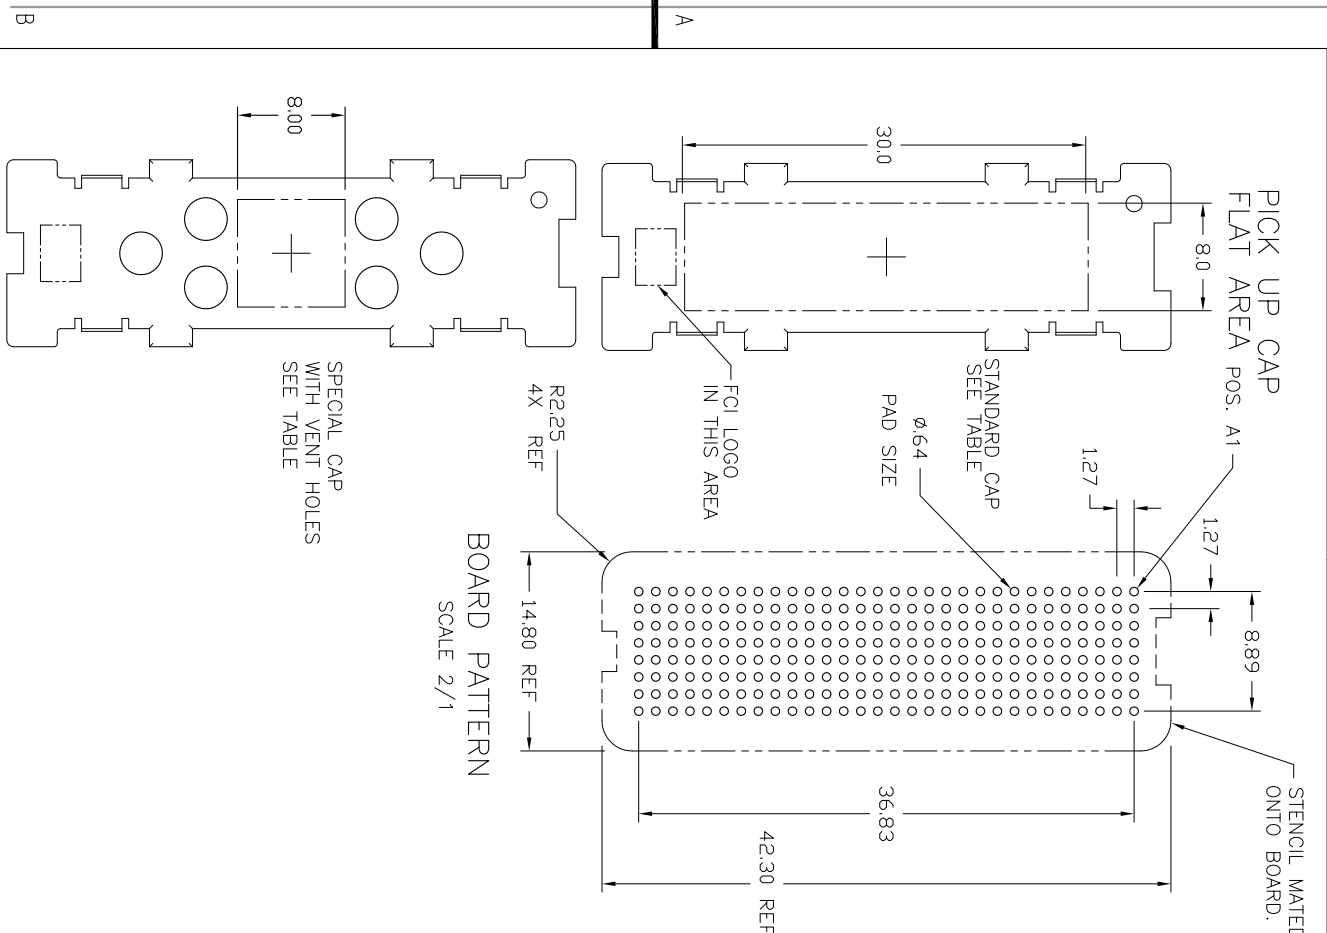 B
A
PICK UP CAP
FLAT AREA
8.0
30.0
8.00
POS. A1
1.27
1.27
8.89
STENCIL MATED
ONTO BOARD.
STANDARD CAP
SEE TABLE
Ø.64
PAD SIZE
FCI LOGO
IN THIS AREA
R2.25
4X REF
SPECIAL CAP
WITH VENT HOLES
SEE TABLE
36.83
42.30 REF
14.80 REF
BOARD PATTERN
SCALE 2/1